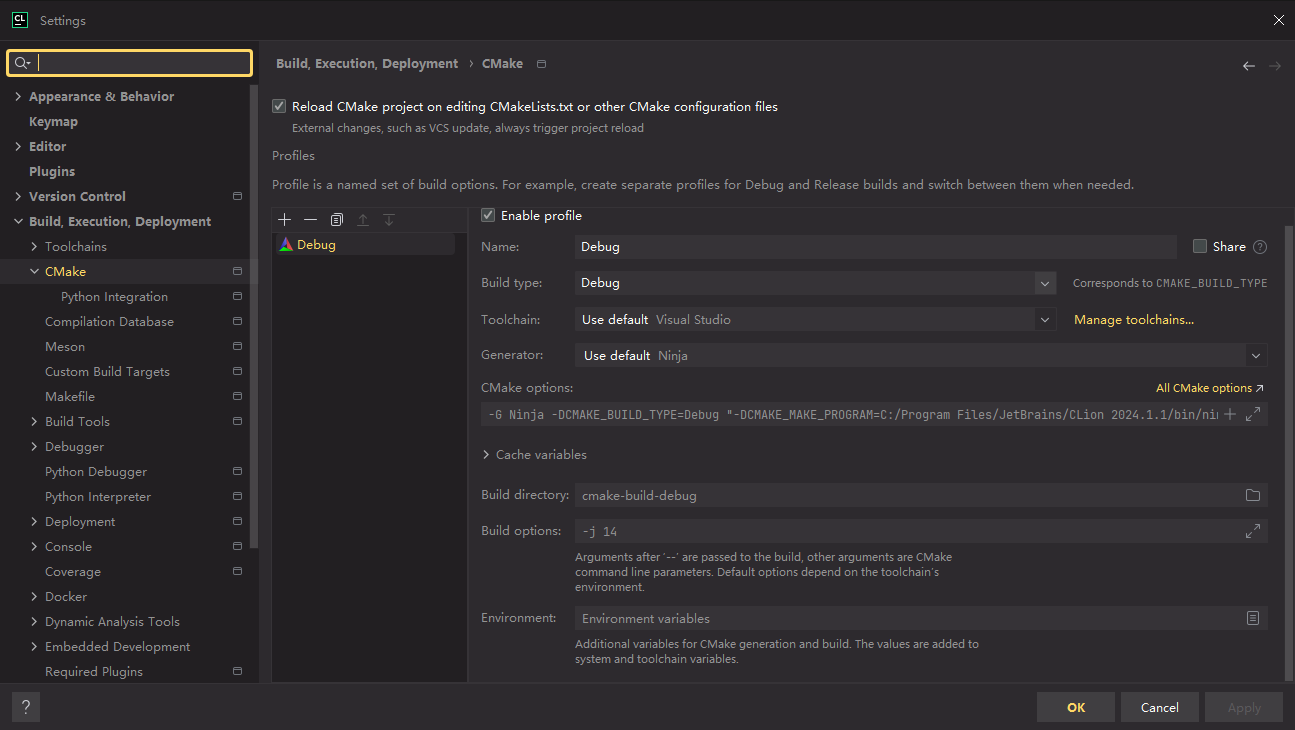 CL Settings
Appearance & Behavior
Keymap
Editor
Plugins
Version Control
Build, Execution, Deployment
Toolchains
CMake
Python Integration
Compilation Database
Meson
Custom Build Targets
Makefile
Build Tools
Debugger
Python Debugger
Python Interpreter
Deployment
Console
Coverage
Docker
Dynamic Analysis Tools
Embedded Development
Required Plugins
Build, Execution, Deployment › CMake
Reload CMake project on editing CMakeLists.txt or other CMake configuration files
External changes, such as VCS update, always trigger project reload
Profiles
Profile is a named set of build options. For example, create separate profiles for Debug and Release builds and switch between them when needed.
Debug
Enable profile
Name: Debug Share ?
Build type: Debug Corresponds to CMAKE_BUILD_TYPE
Toolchain: Use default Visual Studio Manage toolchains...
Generator: Use default Ninja
CMake options: All CMake options ↗
-G Ninja -DCMAKE_BUILD_TYPE=Debug "-DCMAKE_MAKE_PROGRAM=C:/Program Files/JetBrains/CLion 2024.1.1/bin/nin
Cache variables
Build directory: cmake-build-debug
Build options: -j 14
Arguments after '--' are passed to the build, other arguments are CMake
command line parameters. Default options depend on the toolchain's
environment.
Environment: Environment variables
Additional variables for CMake generation and build. The values are added to
system and toolchain variables.
? OK Cancel Apply